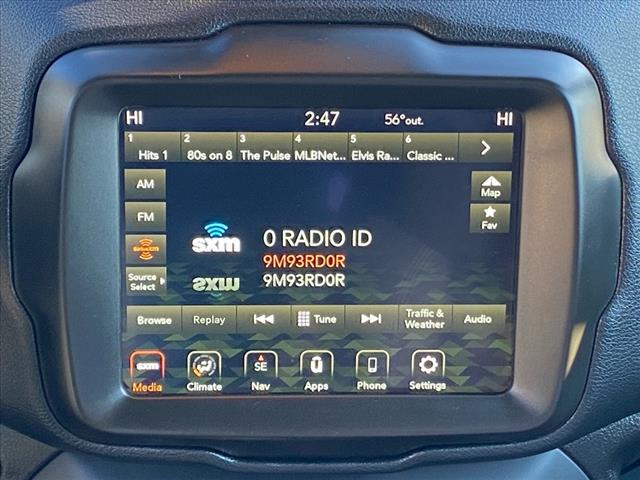 HI 2:47 56°out. HI
1 2 3 4 5 6
Hits 1 80s on 8 The Pulse MLBNet... Elvis Ra... Classic ...
AM
Map
FM
Fav
sxm
0 RADIO ID
SiriusXM
9M93RD0R
9M93RD0R
Source
Select
Browse Replay Tune Traffic &
Weather Audio
sxm SE
Media Climate Nav Apps Phone Settings